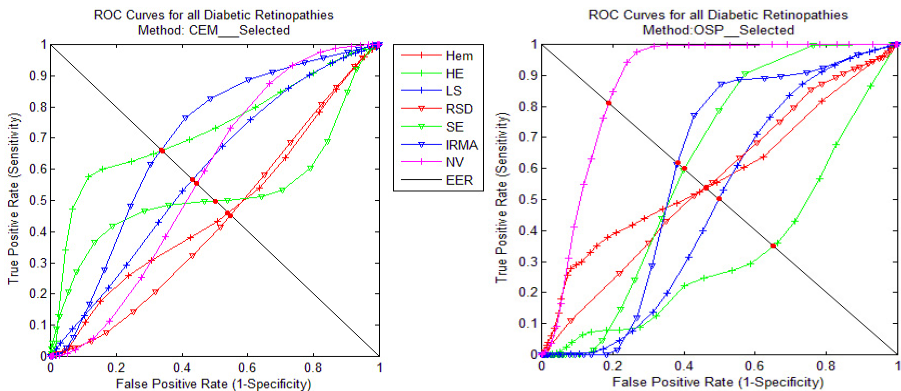 ROC Curves for all Diabetic Retinopathies
Method: CEM___Selected
True Positive Rate (Sensitivity)
1
0.9
0.8
0.7
0.6
0.5
0.4
0.3
0.2
0.1
0
0 0.2 0.4 0.6 0.8 1
False Positive Rate (1-Specificity)
Hem
HE
LS
RSD
SE
IRMA
NV
EER
ROC Curves for all Diabetic Retinopathies
Method:OSP__Selected
True Positive Rate (Sensitivity)
1
0.9
0.8
0.7
0.6
0.5
0.4
0.3
0.2
0.1
0
0 0.2 0.4 0.6 0.8 1
False Positive Rate (1-Specificity)